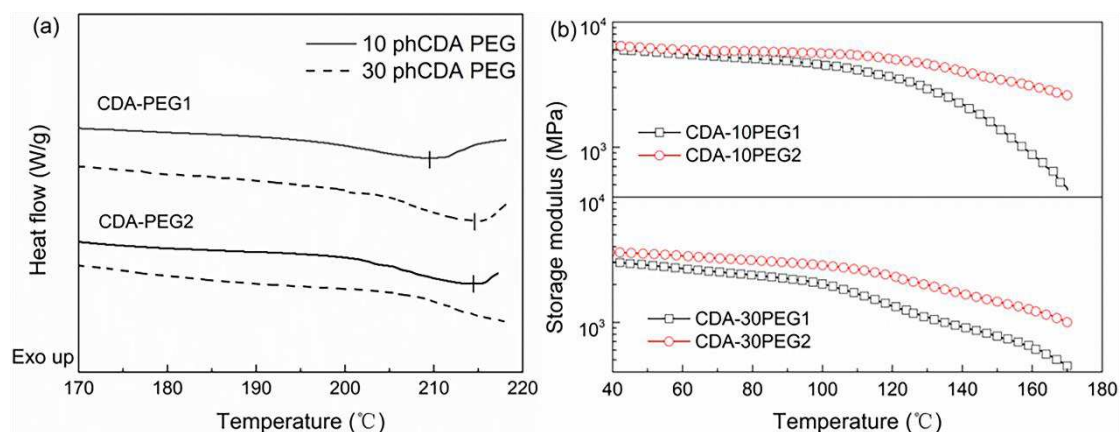 (a)
10 phCDA PEG
30 phCDA PEG
CDA-PEG1
CDA-PEG2
Heat flow (W/g)
Exo up
170 180 190 200 210 220
Temperature (℃)
(b)
10⁴
CDA-10PEG1
CDA-10PEG2
10³
10⁴
CDA-30PEG1
CDA-30PEG2
10³
Storage modulus (MPa)
40 60 80 100 120 140 160 180
Temperature (℃)